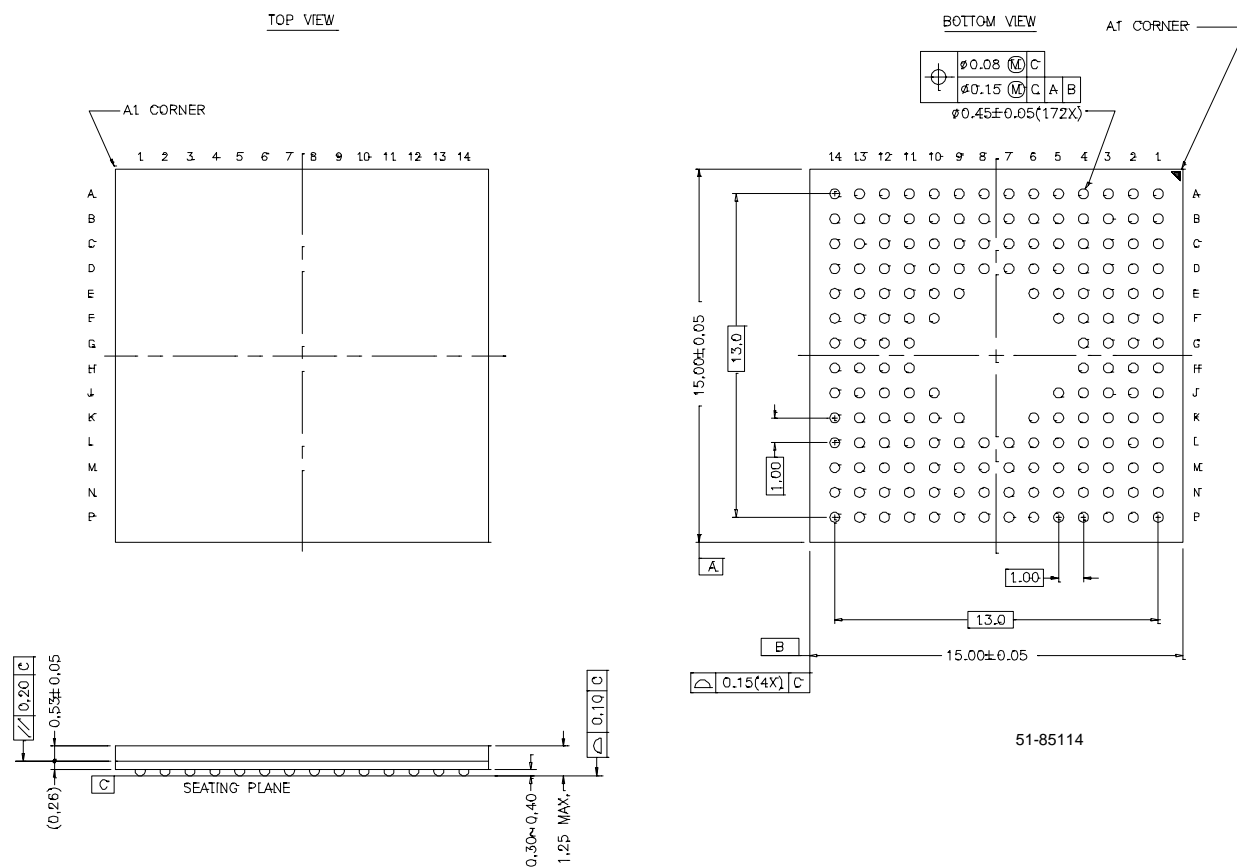 TOP VIEW
A1 CORNER
1 2 3 4 5 6 7 8 9 10 11 12 13 14
A
B
C
D
E
F
G
H
J
K
L
M
N
P
BOTTOM VIEW
A1 CORNER
ø0.08 Ⓜ C
ø0.15 Ⓜ C A B
ø0.45±0.05(172X)
14 13 12 11 10 9 8 7 6 5 4 3 2 1
A
B
C
D
E
F
G
H
J
K
L
M
N
P
15.00±0.05
13.0
1.00
A
1.00
13.0
B
15.00±0.05
0.15(4X) C
// 0.20 C
0.53±0.05
(0.26)
C
SEATING PLANE
0.30~0.40
1.25 MAX.
0.10 C
51-85114